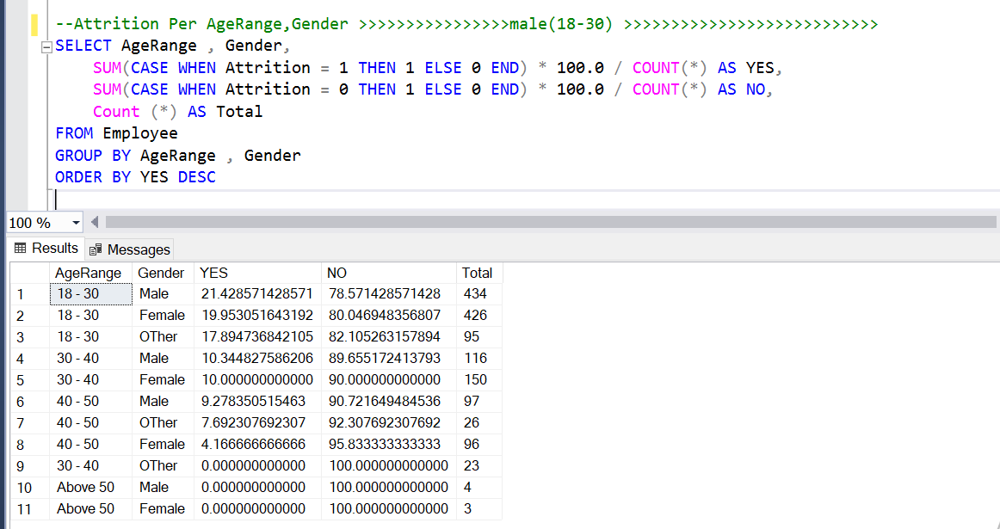 --Attrition Per AgeRange,Gender >>>>>>>>>>>>>>>>male(18-30) >>>>>>>>>>>>>>>>>>>>>>>>>>>
SELECT AgeRange , Gender,
SUM(CASE WHEN Attrition = 1 THEN 1 ELSE 0 END) * 100.0 / COUNT(*) AS YES,
SUM(CASE WHEN Attrition = 0 THEN 1 ELSE 0 END) * 100.0 / COUNT(*) AS NO,
Count (*) AS Total
FROM Employee
GROUP BY AgeRange , Gender
ORDER BY YES DESC
100 %
Results Messages
AgeRange Gender YES NO Total
1 18 - 30 Male 21.428571428571 78.571428571428 434
2 18 - 30 Female 19.953051643192 80.046948356807 426
3 18 - 30 OTher 17.894736842105 82.105263157894 95
4 30 - 40 Male 10.344827586206 89.655172413793 116
5 30 - 40 Female 10.000000000000 90.000000000000 150
6 40 - 50 Male 9.278350515463 90.721649484536 97
7 40 - 50 OTher 7.692307692307 92.307692307692 26
8 40 - 50 Female 4.166666666666 95.833333333333 96
9 30 - 40 OTher 0.000000000000 100.000000000000 23
10 Above 50 Male 0.000000000000 100.000000000000 4
11 Above 50 Female 0.000000000000 100.000000000000 3